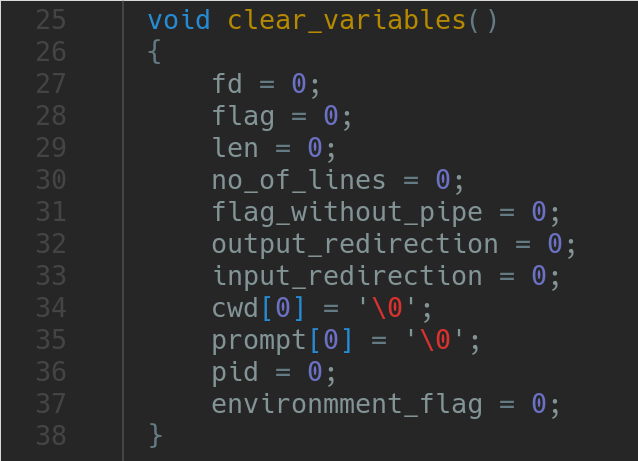 25 void clear_variables()
26 {
27 fd = 0;
28 flag = 0;
29 len = 0;
30 no_of_lines = 0;
31 flag_without_pipe = 0;
32 output_redirection = 0;
33 input_redirection = 0;
34 cwd[0] = '\0';
35 prompt[0] = '\0';
36 pid = 0;
37 environmment_flag = 0;
38 }